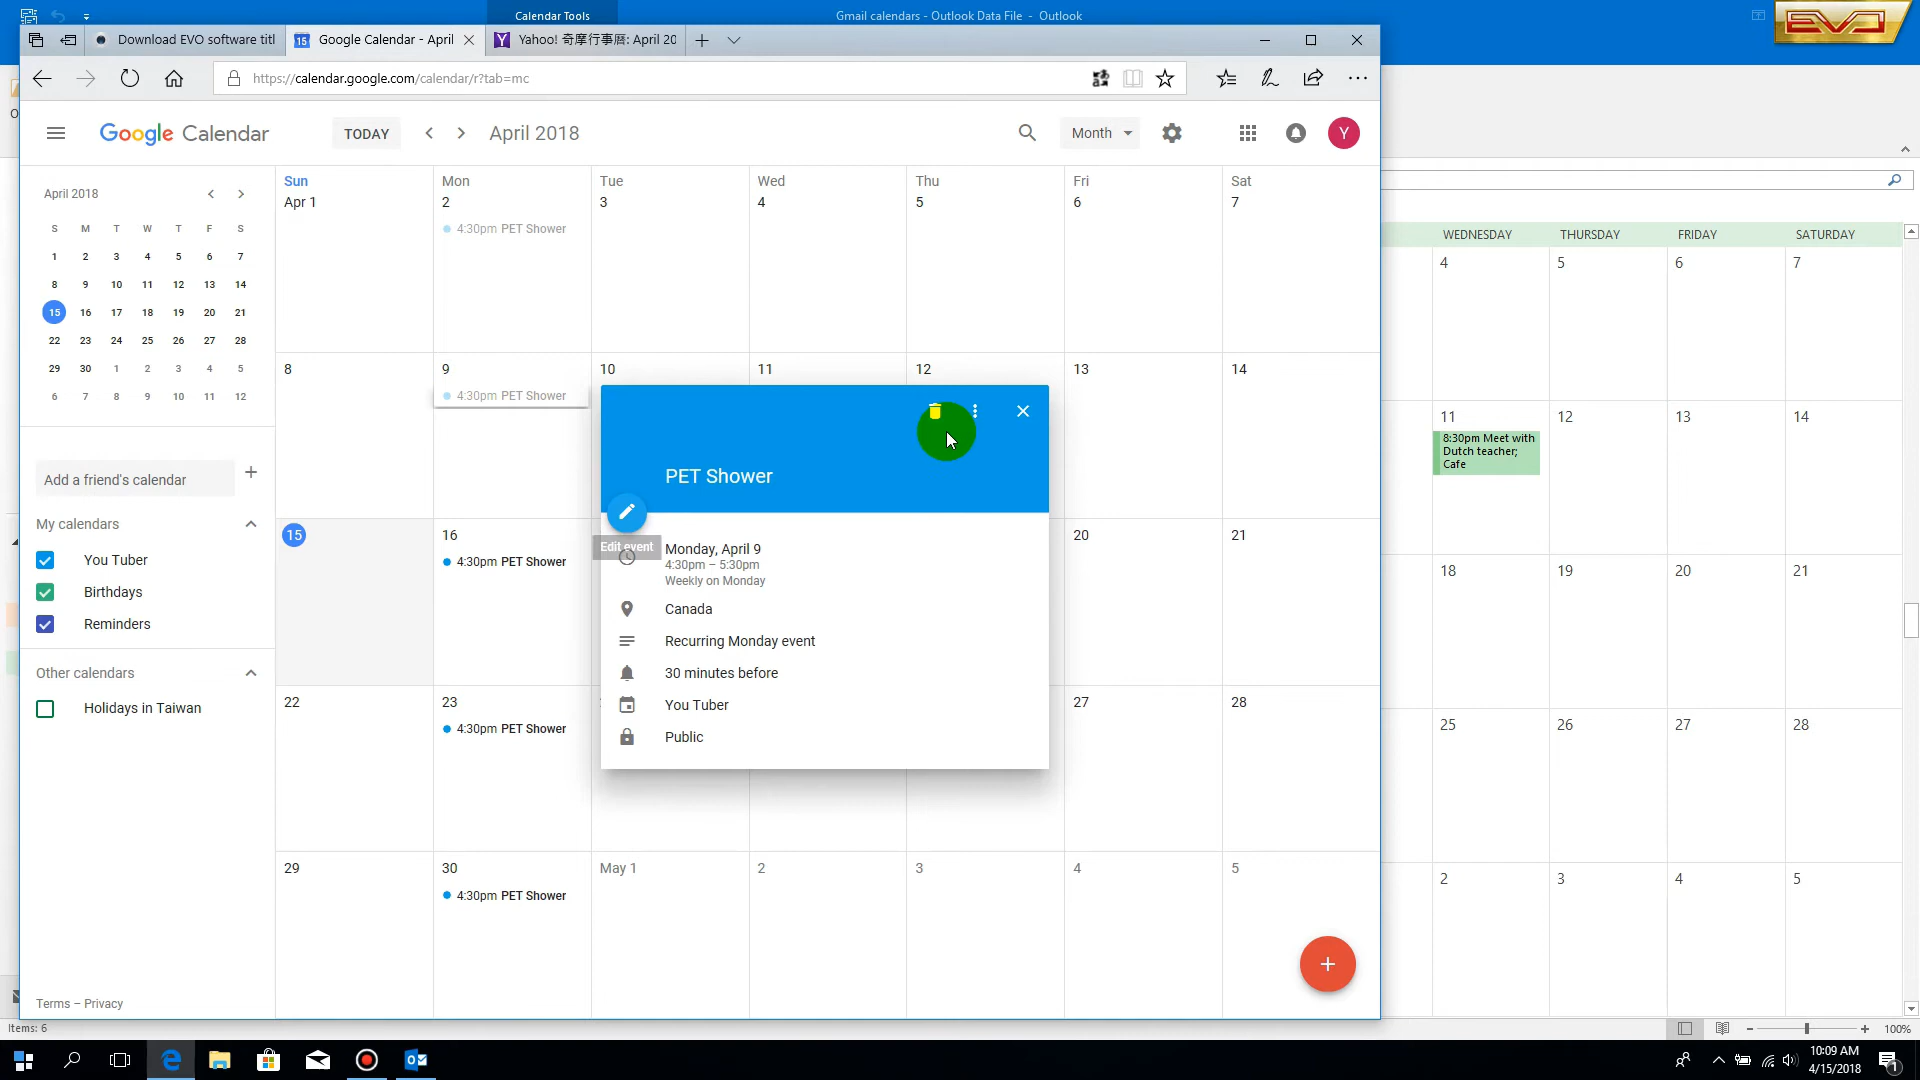 Calendar Tools
Gmail calendars - Outlook Data File - Outlook
EVO
Download EVO software titl
Google Calendar - April
Yahoo! 奇摩行事曆: April 20
https://calendar.google.com/calendar/r?tab=mc
Google Calendar
TODAY
April 2018
Month
Y
April 2018
S M T W T F S
1 2 3 4 5 6 7
8 9 10 11 12 13 14
15 16 17 18 19 20 21
22 23 24 25 26 27 28
29 30 1 2 3 4 5
6 7 8 9 10 11 12
Add a friend's calendar
My calendars
You Tuber
Birthdays
Reminders
Other calendars
Holidays in Taiwan
Terms – Privacy
Sun Mon Tue Wed Thu Fri Sat
Apr 1 2 3 4 5 6 7
4:30pm PET Shower
8 9 10 11 12 13 14
4:30pm PET Shower
15 16 20 21
4:30pm PET Shower
22 23 27 28
4:30pm PET Shower
29 30 May 1 2 3 4 5
4:30pm PET Shower
PET Shower
Edit event
Monday, April 9
4:30pm – 5:30pm
Weekly on Monday
Canada
Recurring Monday event
30 minutes before
You Tuber
Public
WEDNESDAY THURSDAY FRIDAY SATURDAY
4 5 6 7
11 12 13 14
8:30pm Meet with
Dutch teacher;
Cafe
18 19 20 21
25 26 27 28
2 3 4 5
Items: 6
100%
10:09 AM
4/15/2018
1